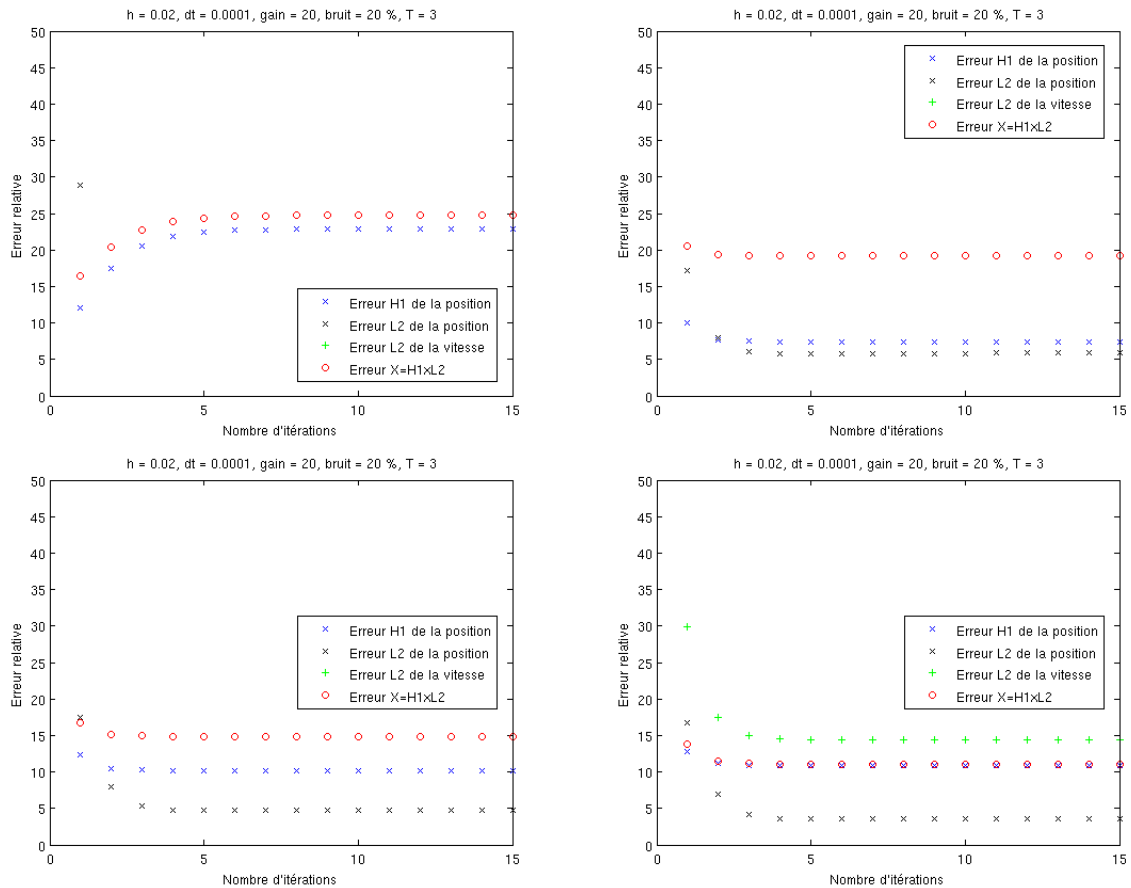 h = 0.02, dt = 0.0001, gain = 20, bruit = 20 %, T = 3
50
45
40
35
30
25
20
15
10
5
0
Erreur relative
Erreur H1 de la position
Erreur L2 de la position
Erreur L2 de la vitesse
Erreur X=H1xL2
0
5
10
15
Nombre d'itérations
h = 0.02, dt = 0.0001, gain = 20, bruit = 20 %, T = 3
50
45
40
35
30
25
20
15
10
5
0
Erreur relative
Erreur H1 de la position
Erreur L2 de la position
Erreur L2 de la vitesse
Erreur X=H1xL2
0
5
10
15
Nombre d'itérations
h = 0.02, dt = 0.0001, gain = 20, bruit = 20 %, T = 3
50
45
40
35
30
25
20
15
10
5
0
Erreur relative
Erreur H1 de la position
Erreur L2 de la position
Erreur L2 de la vitesse
Erreur X=H1xL2
0
5
10
15
Nombre d'itérations
h = 0.02, dt = 0.0001, gain = 20, bruit = 20 %, T = 3
50
45
40
35
30
25
20
15
10
5
0
Erreur relative
Erreur H1 de la position
Erreur L2 de la position
Erreur L2 de la vitesse
Erreur X=H1xL2
0
5
10
15
Nombre d'itérations